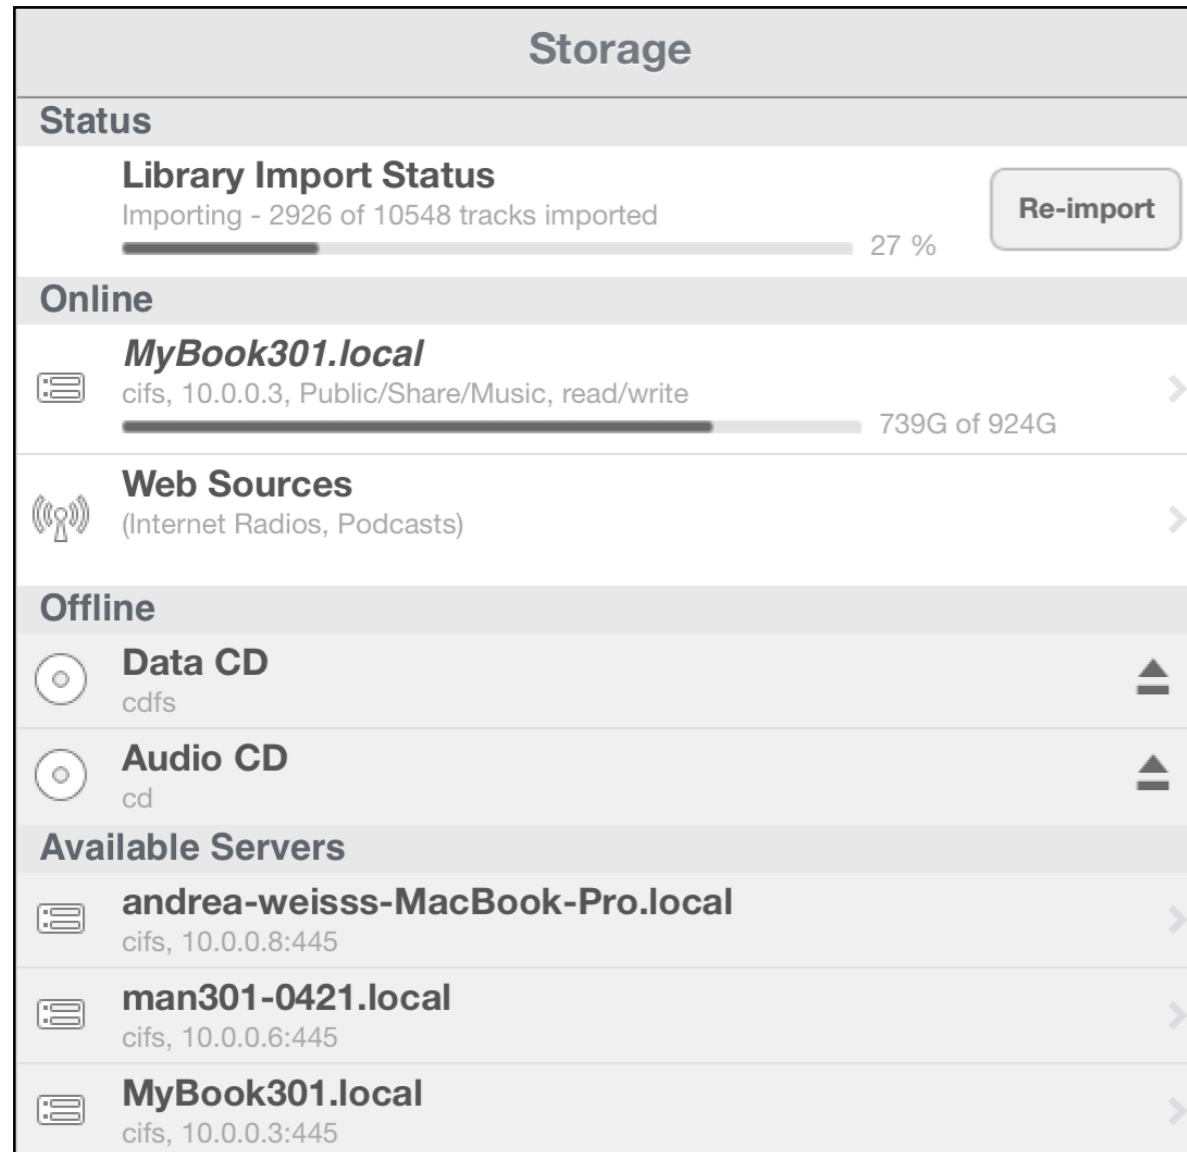 Storage
Status
Library Import Status
Importing - 2926 of 10548 tracks imported
27 %
Re-import
Online
MyBook301.local
cifs, 10.0.0.3, Public/Share/Music, read/write
739G of 924G
Web Sources
(Internet Radios, Podcasts)
Offline
Data CD
cdfs
Audio CD
cd
Available Servers
andrea-weisss-MacBook-Pro.local
cifs, 10.0.0.8:445
man301-0421.local
cifs, 10.0.0.6:445
MyBook301.local
cifs, 10.0.0.3:445